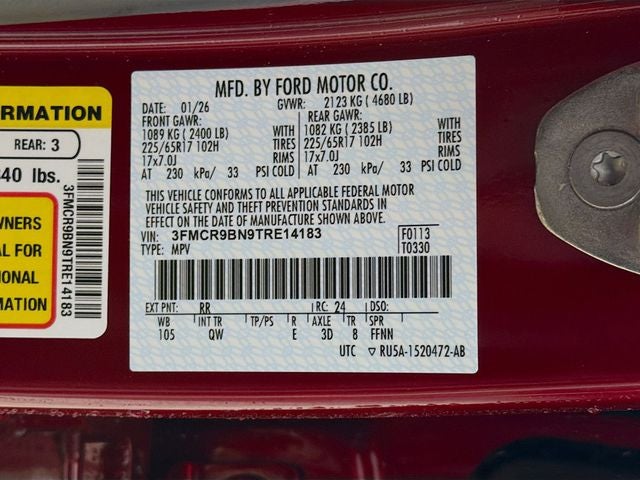 MFD. BY FORD MOTOR CO.
DATE: 01/26 GVWR: 2123 KG ( 4680 LB)
FRONT GAWR: REAR GAWR:
1089 KG ( 2400 LB) WITH 1082 KG ( 2385 LB) WITH
225/65R17 102H TIRES 225/65R17 102H TIRES
17x7.0J RIMS 17x7.0J RIMS
AT 230 kPa/ 33 PSI COLD AT 230 kPa/ 33 PSI COLD
THIS VEHICLE CONFORMS TO ALL APPLICABLE FEDERAL MOTOR
VEHICLE SAFETY AND THEFT PREVENTION STANDARDS IN
EFFECT ON THE DATE OF MANUFACTURE SHOWN ABOVE.
VIN: 3FMCR9BN9TRE14183 F0113
TYPE: MPV T0330
EXT PNT: RR RC: 24 DSO:
WB INT TR TP/PS R AXLE TR SPR
105 QW E 3D 8 FFNN
UTC ▽ RU5A-1520472-AB
ORMATION
REAR: 3
40 lbs.
WNERS
AL FOR
IONAL
MATION
3FMCR9BN9TRE14183